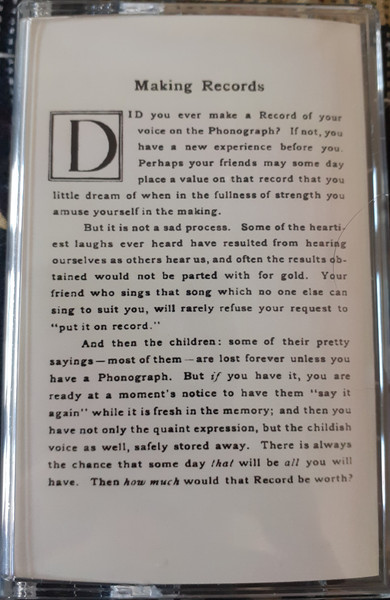 Making Records
DID you ever make a Record of your
voice on the Phonograph? If not, you
have a new experience before you.
Perhaps your friends may some day
place a value on that record that you
little dream of when in the fullness of strength you
amuse yourself in the making.
But it is not a sad process. Some of the hearti-
est laughs ever heard have resulted from hearing
ourselves as others hear us, and often the results ob-
tained would not be parted with for gold. Your
friend who sings that song which no one else can
sing to suit you, will rarely refuse your request to
"put it on record."
And then the children: some of their pretty
sayings—most of them—are lost forever unless you
have a Phonograph. But if you have it, you are
ready at a moment's notice to have them "say it
again" while it is fresh in the memory; and then you
have not only the quaint expression, but the childish
voice as well, safely stored away. There is always
the chance that some day that will be all you will
have. Then how much would that Record be worth?